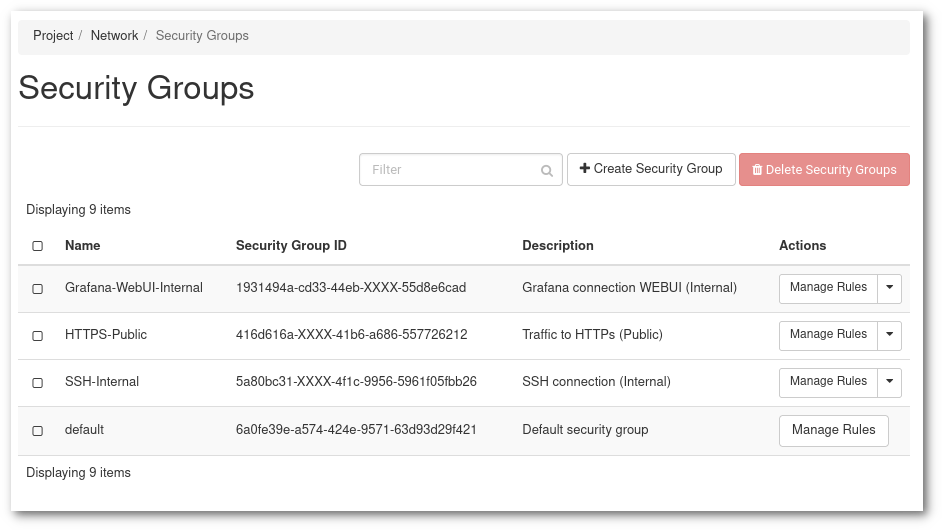 Project / Network / Security Groups
Security Groups
Filter Create Security Group Delete Security Groups
Displaying 9 items
Name Security Group ID Description Actions
Grafana-WebUI-Internal 1931494a-cd33-44eb-XXXX-55d8e6cad Grafana connection WEBUI (Internal) Manage Rules
HTTPS-Public 416d616a-XXXX-41b6-a686-557726212 Traffic to HTTPs (Public) Manage Rules
SSH-Internal 5a80bc31-XXXX-4f1c-9956-5961f05fbb26 SSH connection (Internal) Manage Rules
default 6a0fe39e-a574-424e-9571-63d93d29f421 Default security group Manage Rules
Displaying 9 items